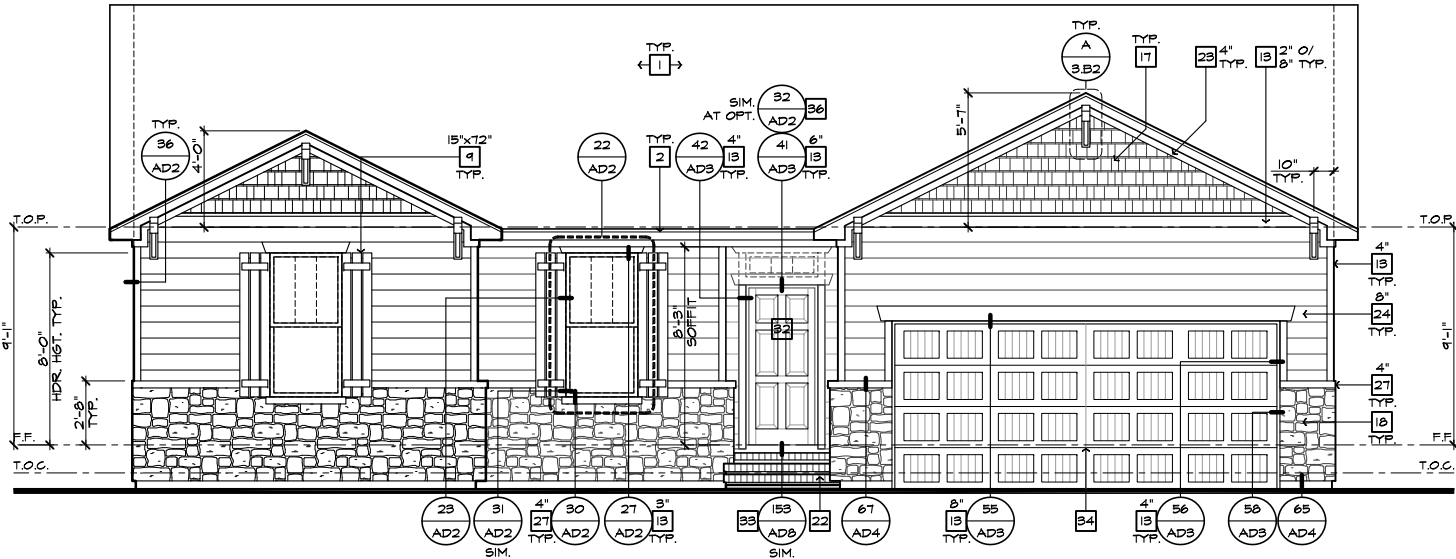 TYP.
A
3.B2
TYP.
1
TYP.
17
23
4"
TYP.
13
2" O/
8" TYP.
SIM.
AT OPT.
32
AD2
36
TYP.
36
AD2
4'-0"
15"x72"
9
TYP.
22
AD2
TYP.
2
42
AD3
4"
13
TYP.
41
AD3
6"
13
TYP.
5'-7"
10"
TYP.
T.O.P.
T.O.P.
9'-1"
8'-0"
HDR. HGT. TYP.
2'-8"
TYP.
8'-3"
SOFFIT
32
4"
13
TYP.
8"
24
TYP.
9'-1"
4"
27
TYP.
18
TYP.
F.F.
F.F.
T.O.C.
T.O.C.
23
AD2
31
AD2
SIM.
4"
27
TYP.
30
AD2
27
AD2
3"
13
33
153
AD8
SIM.
22
67
AD4
8"
13
TYP.
55
AD3
34
4"
13
TYP.
56
AD3
58
AD3
65
AD4